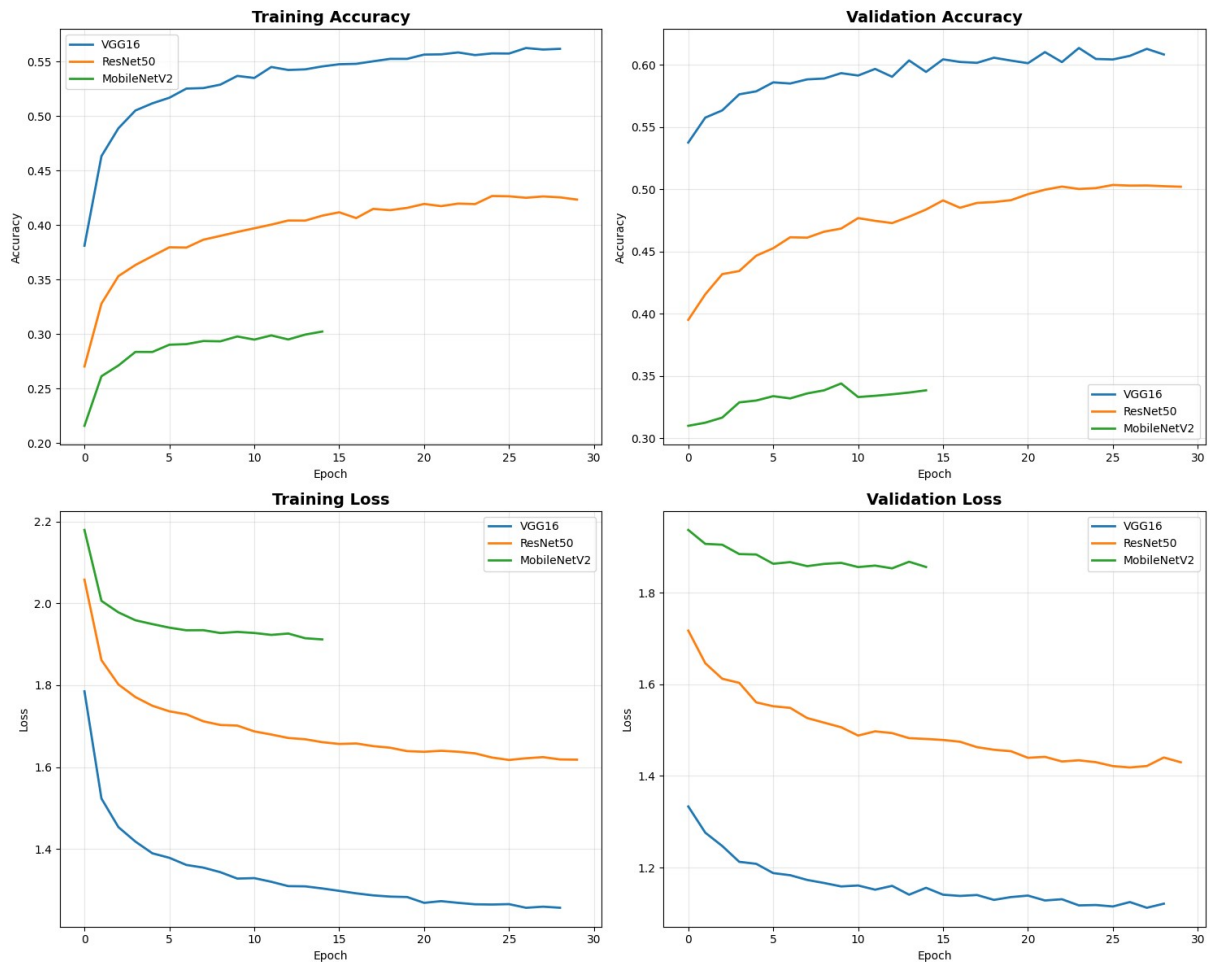 Training Accuracy
VGG16
ResNet50
MobileNetV2
Accuracy
0.55
0.50
0.45
0.40
0.35
0.30
0.25
0.20
0 5 10 15 20 25 30
Epoch
Validation Accuracy
Accuracy
0.60
0.55
0.50
0.45
0.40
0.35
0.30
VGG16
ResNet50
MobileNetV2
0 5 10 15 20 25 30
Epoch
Training Loss
VGG16
ResNet50
MobileNetV2
Loss
2.2
2.0
1.8
1.6
1.4
0 5 10 15 20 25 30
Epoch
Validation Loss
VGG16
ResNet50
MobileNetV2
Loss
1.8
1.6
1.4
1.2
0 5 10 15 20 25 30
Epoch